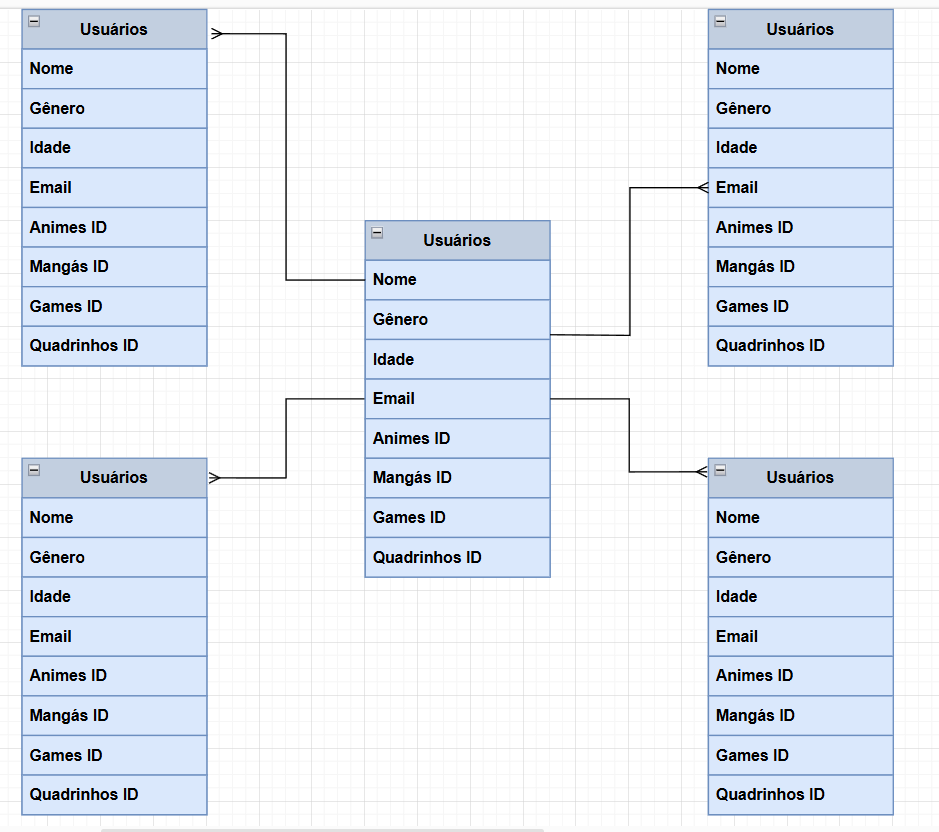 Usuários
Nome
Gênero
Idade
Email
Animes ID
Mangás ID
Games ID
Quadrinhos ID
Usuários
Nome
Gênero
Idade
Email
Animes ID
Mangás ID
Games ID
Quadrinhos ID
Usuários
Nome
Gênero
Idade
Email
Animes ID
Mangás ID
Games ID
Quadrinhos ID
Usuários
Nome
Gênero
Idade
Email
Animes ID
Mangás ID
Games ID
Quadrinhos ID
Usuários
Nome
Gênero
Idade
Email
Animes ID
Mangás ID
Games ID
Quadrinhos ID